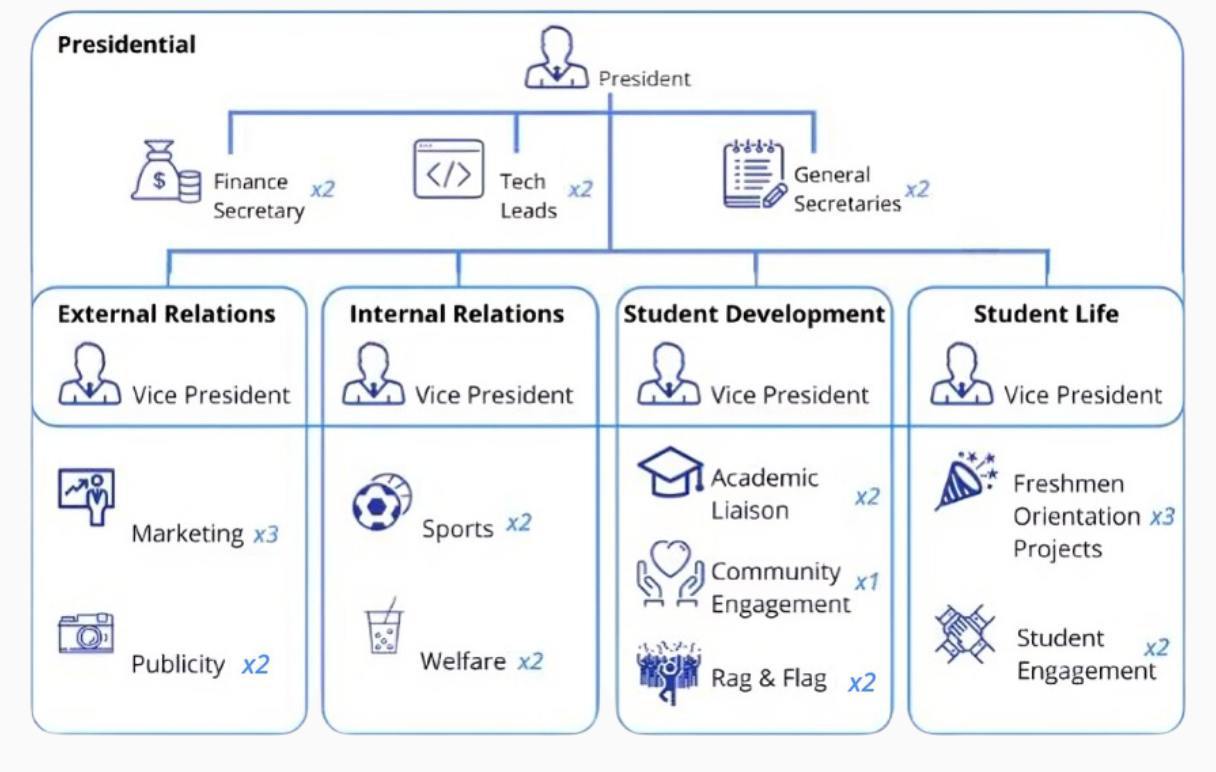 Presidential
President
Finance
Secretary x2
Tech
Leads x2
General
Secretaries x2
External Relations
Vice President
Marketing x3
Publicity x2
Internal Relations
Vice President
Sports x2
Welfare x2
Student Development
Vice President
Academic
Liaison x2
Community
Engagement x1
Rag & Flag x2
Student Life
Vice President
Freshmen
Orientation x3
Projects
Student
Engagement x2